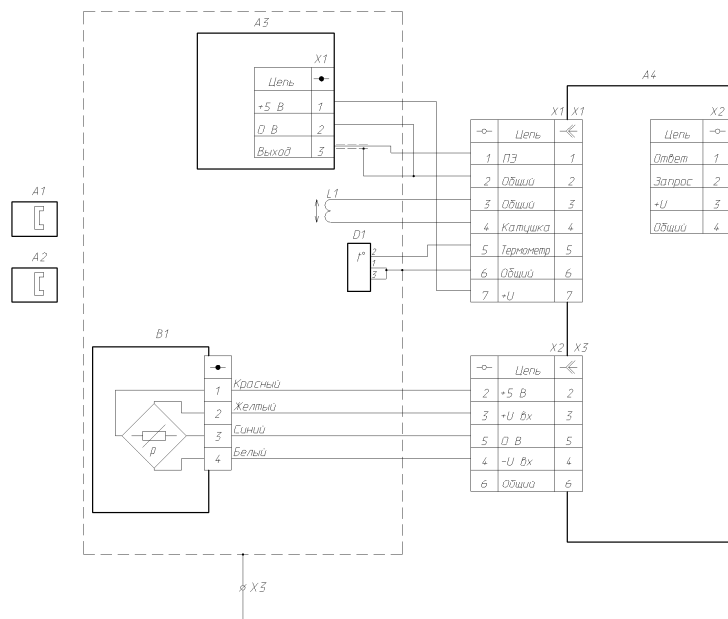 A3
X1
Цепь
+5 В 1
0 В 2
Выход 3
A1
A2
L1
D1
t°
2
1
3
B1
1 Красный
2 Желтый
3 Синий
4 Белый
p
X3
A4
X1 X1
Цепь
1 ПЭ 1
2 Общий 2
3 Общий 3
4 Катушка 4
5 Термометр 5
6 Общий 6
7 +U 7
X2 X3
Цепь
2 +5 В 2
3 +U вх 3
5 0 В 5
4 -U вх 4
6 Общий 6
X2
Цепь
Ответ 1
Запрос 2
+U 3
Общий 4